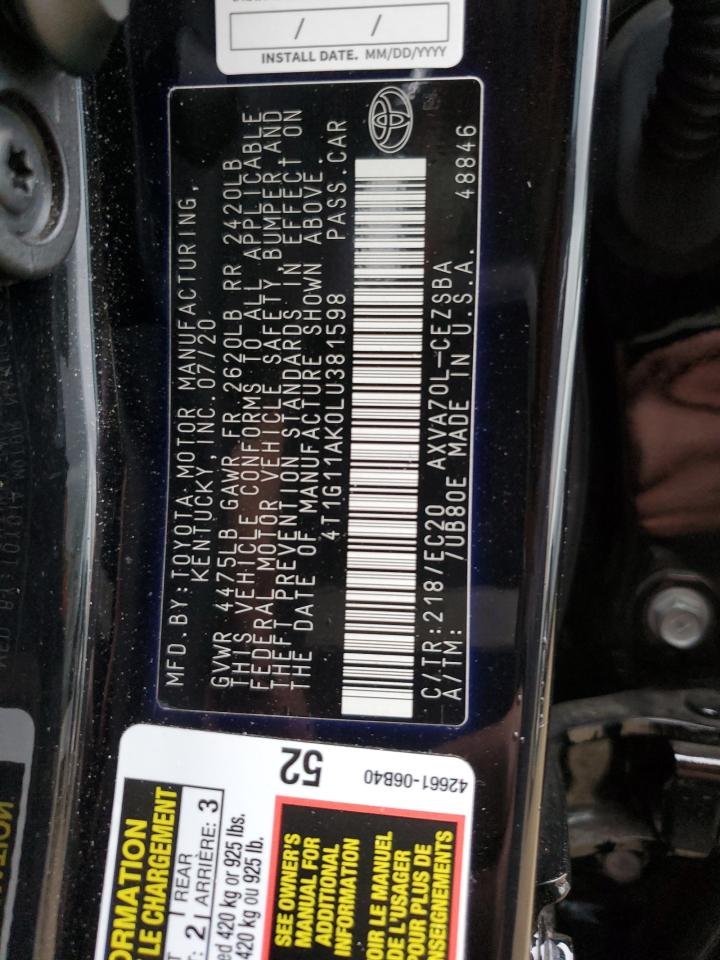 INSTALL DATE. MM/DD/YYYY
MFD. BY: TOYOTA MOTOR MANUFACTURING,
KENTUCKY, INC. 07/20
GVWR 4475LB GAWR FR 2620LB RR 2420LB
THIS VEHICLE CONFORMS TO ALL APPLICABLE
FEDERAL MOTOR VEHICLE SAFETY, BUMPER, AND
THEFT PREVENTION STANDARDS IN EFFECT ON
THE DATE OF MANUFACTURE SHOWN ABOVE.
4T1G11AK0LU381598 PASS.CAR
C/TR:218/EC20 AXVA70L-CEZSBA
A/TM: 7UB80E MADE IN U.S.A. 48846
52
42661-06B40
LE CHARGEMENT
2 REAR
ARRIÈRE: 3
420 kg or 925 lbs.
420 kg ou 925 lb.
SEE OWNER'S
MANUAL FOR
ADDITIONAL
INFORMATION
LE MANUEL
DE L'USAGER
POUR PLUS DE